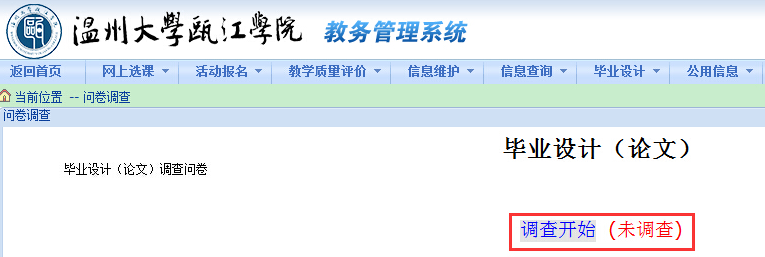 温州大學瓯江學院 教务管理系统
返回首页 网上选课 活动报名 教学质量评价 信息维护 信息查询 毕业设计 公用信息
当前位置 -- 问卷调查
问卷调查
毕业设计（论文）
毕业设计（论文）调查问卷
调查开始（未调查）